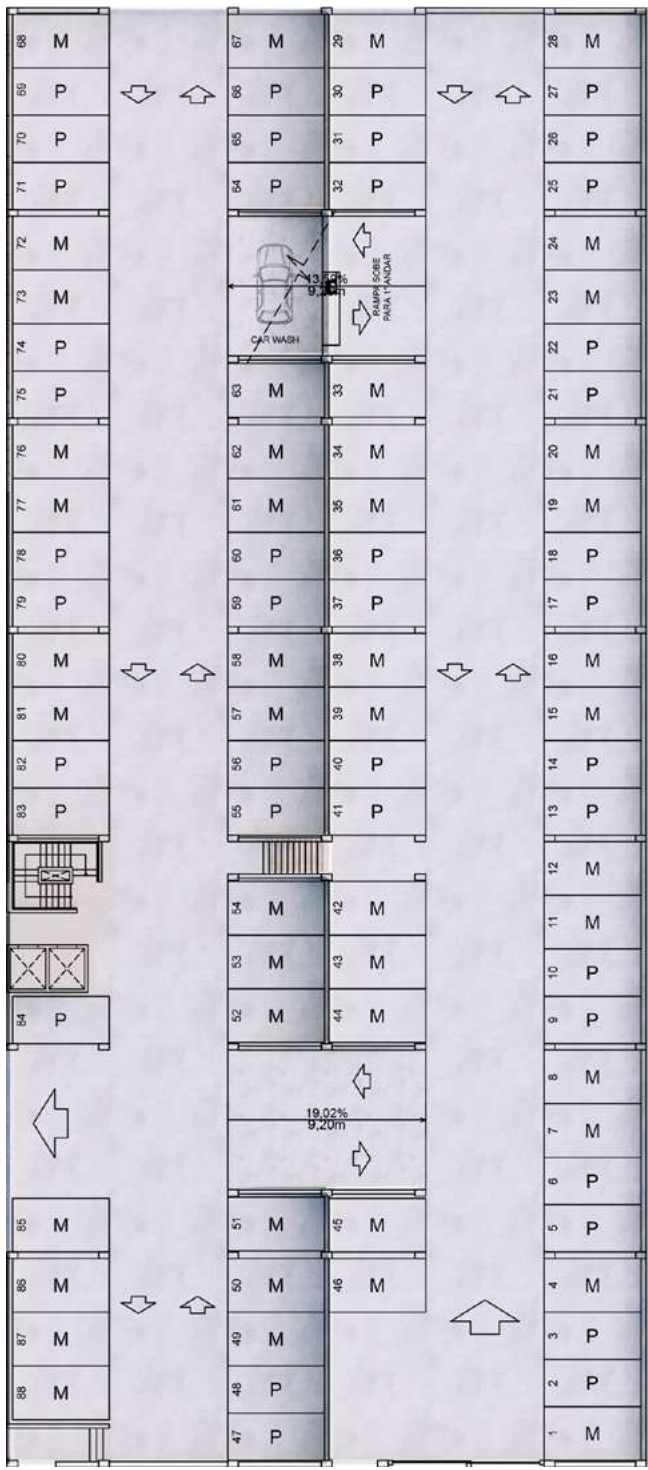 68 M
67 M
29 M
28 M
69 P
66 P
30 P
27 P
70 P
65 P
31 P
26 P
71 P
64 P
32 P
25 P
72 M
24 M
73 M
RAMPA SOBE
PARA 1º ANDAR
23 M
74 P
CAR WASH
22 P
75 P
63 M
33 M
21 P
76 M
62 M
34 M
20 M
77 M
61 M
35 M
19 M
78 P
60 P
36 P
18 P
79 P
59 P
37 P
17 P
80 M
58 M
38 M
16 M
81 M
57 M
39 M
15 M
82 P
56 P
40 P
14 P
83 P
55 P
41 P
13 P
12 M
54 M
42 M
11 M
53 M
43 M
10 P
84 P
52 M
44 M
9 P
8 M
19,02%
9,20m
7 M
6 P
85 M
51 M
45 M
5 P
86 M
50 M
46 M
4 M
87 M
49 M
3 P
88 M
48 P
2 P
47 P
1 M